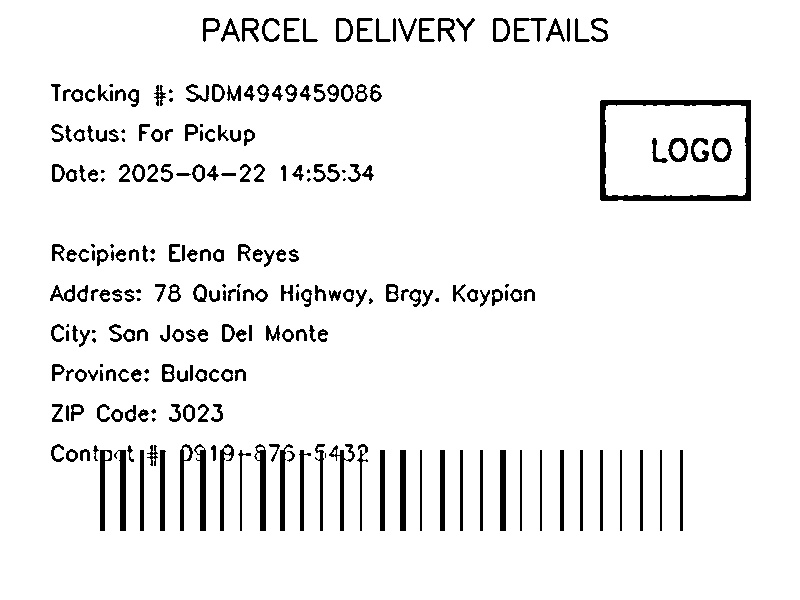 PARCEL DELIVERY DETAILS
Tracking #: SJDM4949459086
Status: For Pickup
Date: 2025-04-22 14:55:34
LOGO
Recipient: Elena Reyes
Address: 78 Quirino Highway, Brgy. Kaypian
City: San Jose Del Monte
Province: Bulacan
ZIP Code: 3023
Contact #: 0919-876-5432